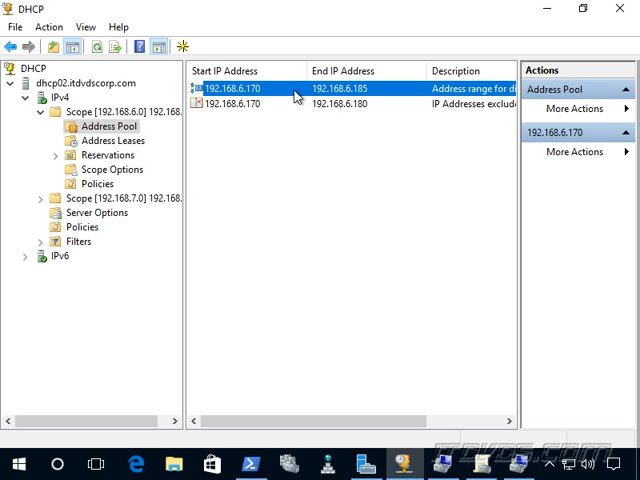 DHCP
File Action View Help
DHCP
dhcp02.itdvdscorp.com
IPv4
Scope [192.168.6.0] 192.168.
Address Pool
Address Leases
Reservations
Scope Options
Policies
Scope [192.168.7.0] 192.168.
Server Options
Policies
Filters
IPv6
Start IP Address End IP Address Description
192.168.6.170 192.168.6.185 Address range for di
192.168.6.170 192.168.6.180 IP Addresses exclude
Actions
Address Pool
More Actions
192.168.6.170
More Actions
itdvds.com